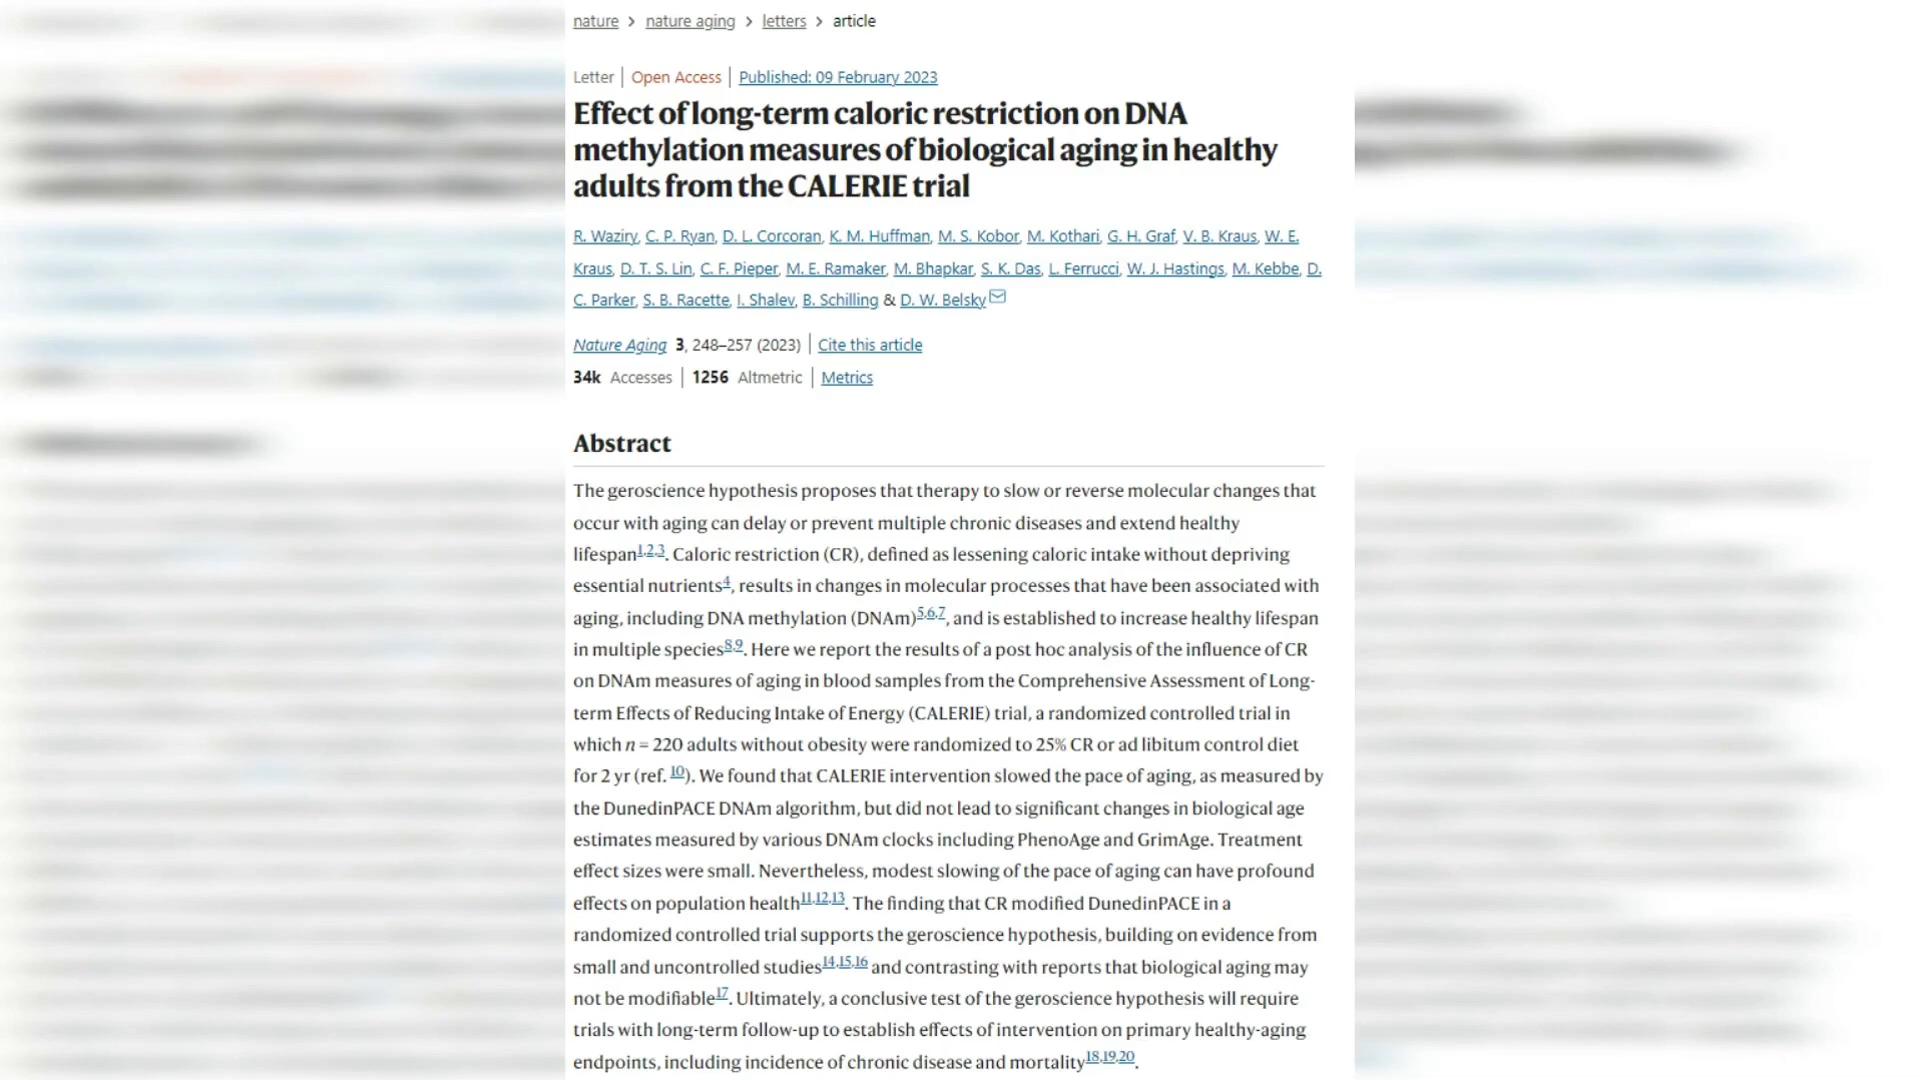 nature > nature aging > letters > article
Letter | Open Access | Published: 09 February 2023
Effect of long-term caloric restriction on DNA
methylation measures of biological aging in healthy
adults from the CALERIE trial
R. Waziry, C. P. Ryan, D. L. Corcoran, K. M. Huffman, M. S. Kobor, M. Kothari, G. H. Graf, V. B. Kraus, W. E.
Kraus, D. T. S. Lin, C. F. Pieper, M. E. Ramaker, M. Bhapkar, S. K. Das, L. Ferrucci, W. J. Hastings, M. Kebbe, D.
C. Parker, S. B. Racette, I. Shalev, B. Schilling & D. W. Belsky
Nature Aging 3, 248–257 (2023) | Cite this article
34k Accesses | 1256 Altmetric | Metrics
Abstract
The geroscience hypothesis proposes that therapy to slow or reverse molecular changes that
occur with aging can delay or prevent multiple chronic diseases and extend healthy
lifespan1,2,3. Caloric restriction (CR), defined as lessening caloric intake without depriving
essential nutrients4, results in changes in molecular processes that have been associated with
aging, including DNA methylation (DNAm)5,6,7, and is established to increase healthy lifespan
in multiple species8,9. Here we report the results of a post hoc analysis of the influence of CR
on DNAm measures of aging in blood samples from the Comprehensive Assessment of Long-
term Effects of Reducing Intake of Energy (CALERIE) trial, a randomized controlled trial in
which n = 220 adults without obesity were randomized to 25% CR or ad libitum control diet
for 2 yr (ref. 10). We found that CALERIE intervention slowed the pace of aging, as measured by
the DunedinPACE DNAm algorithm, but did not lead to significant changes in biological age
estimates measured by various DNAm clocks including PhenoAge and GrimAge. Treatment
effect sizes were small. Nevertheless, modest slowing of the pace of aging can have profound
effects on population health11,12,13. The finding that CR modified DunedinPACE in a
randomized controlled trial supports the geroscience hypothesis, building on evidence from
small and uncontrolled studies14,15,16 and contrasting with reports that biological aging may
not be modifiable17. Ultimately, a conclusive test of the geroscience hypothesis will require
trials with long-term follow-up to establish effects of intervention on primary healthy-aging
endpoints, including incidence of chronic disease and mortality18,19,20.